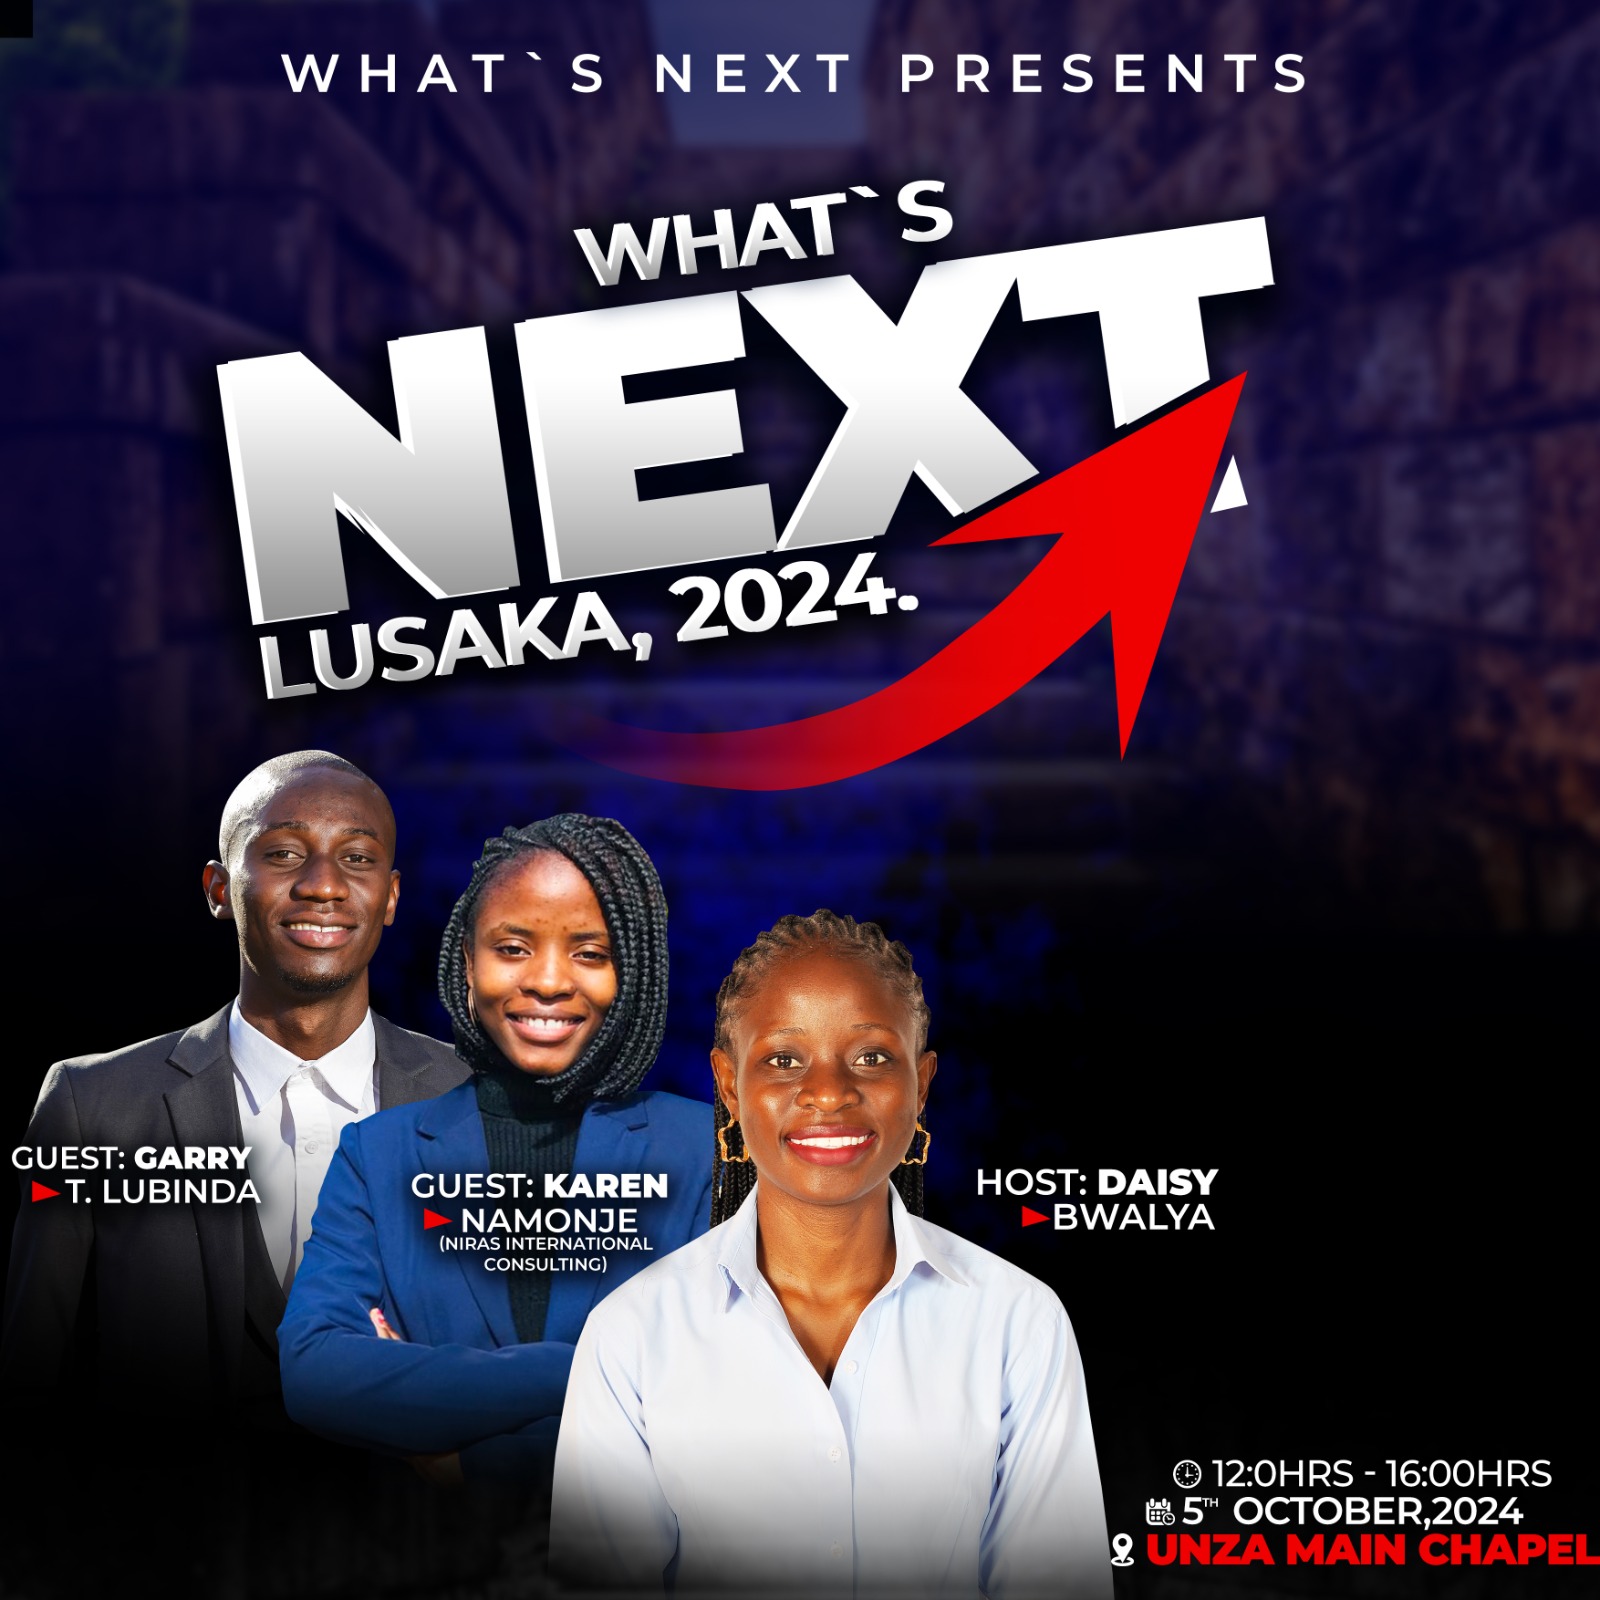 WHAT`S NEXT PRESENTS
WHAT`S
NEXT
LUSAKA, 2024.
GUEST: GARRY
T. LUBINDA
GUEST: KAREN
NAMONJE
(NIRAS INTERNATIONAL
CONSULTING)
HOST: DAISY
BWALYA
12:0HRS - 16:00HRS
5TH OCTOBER,2024
UNZA MAIN CHAPEL